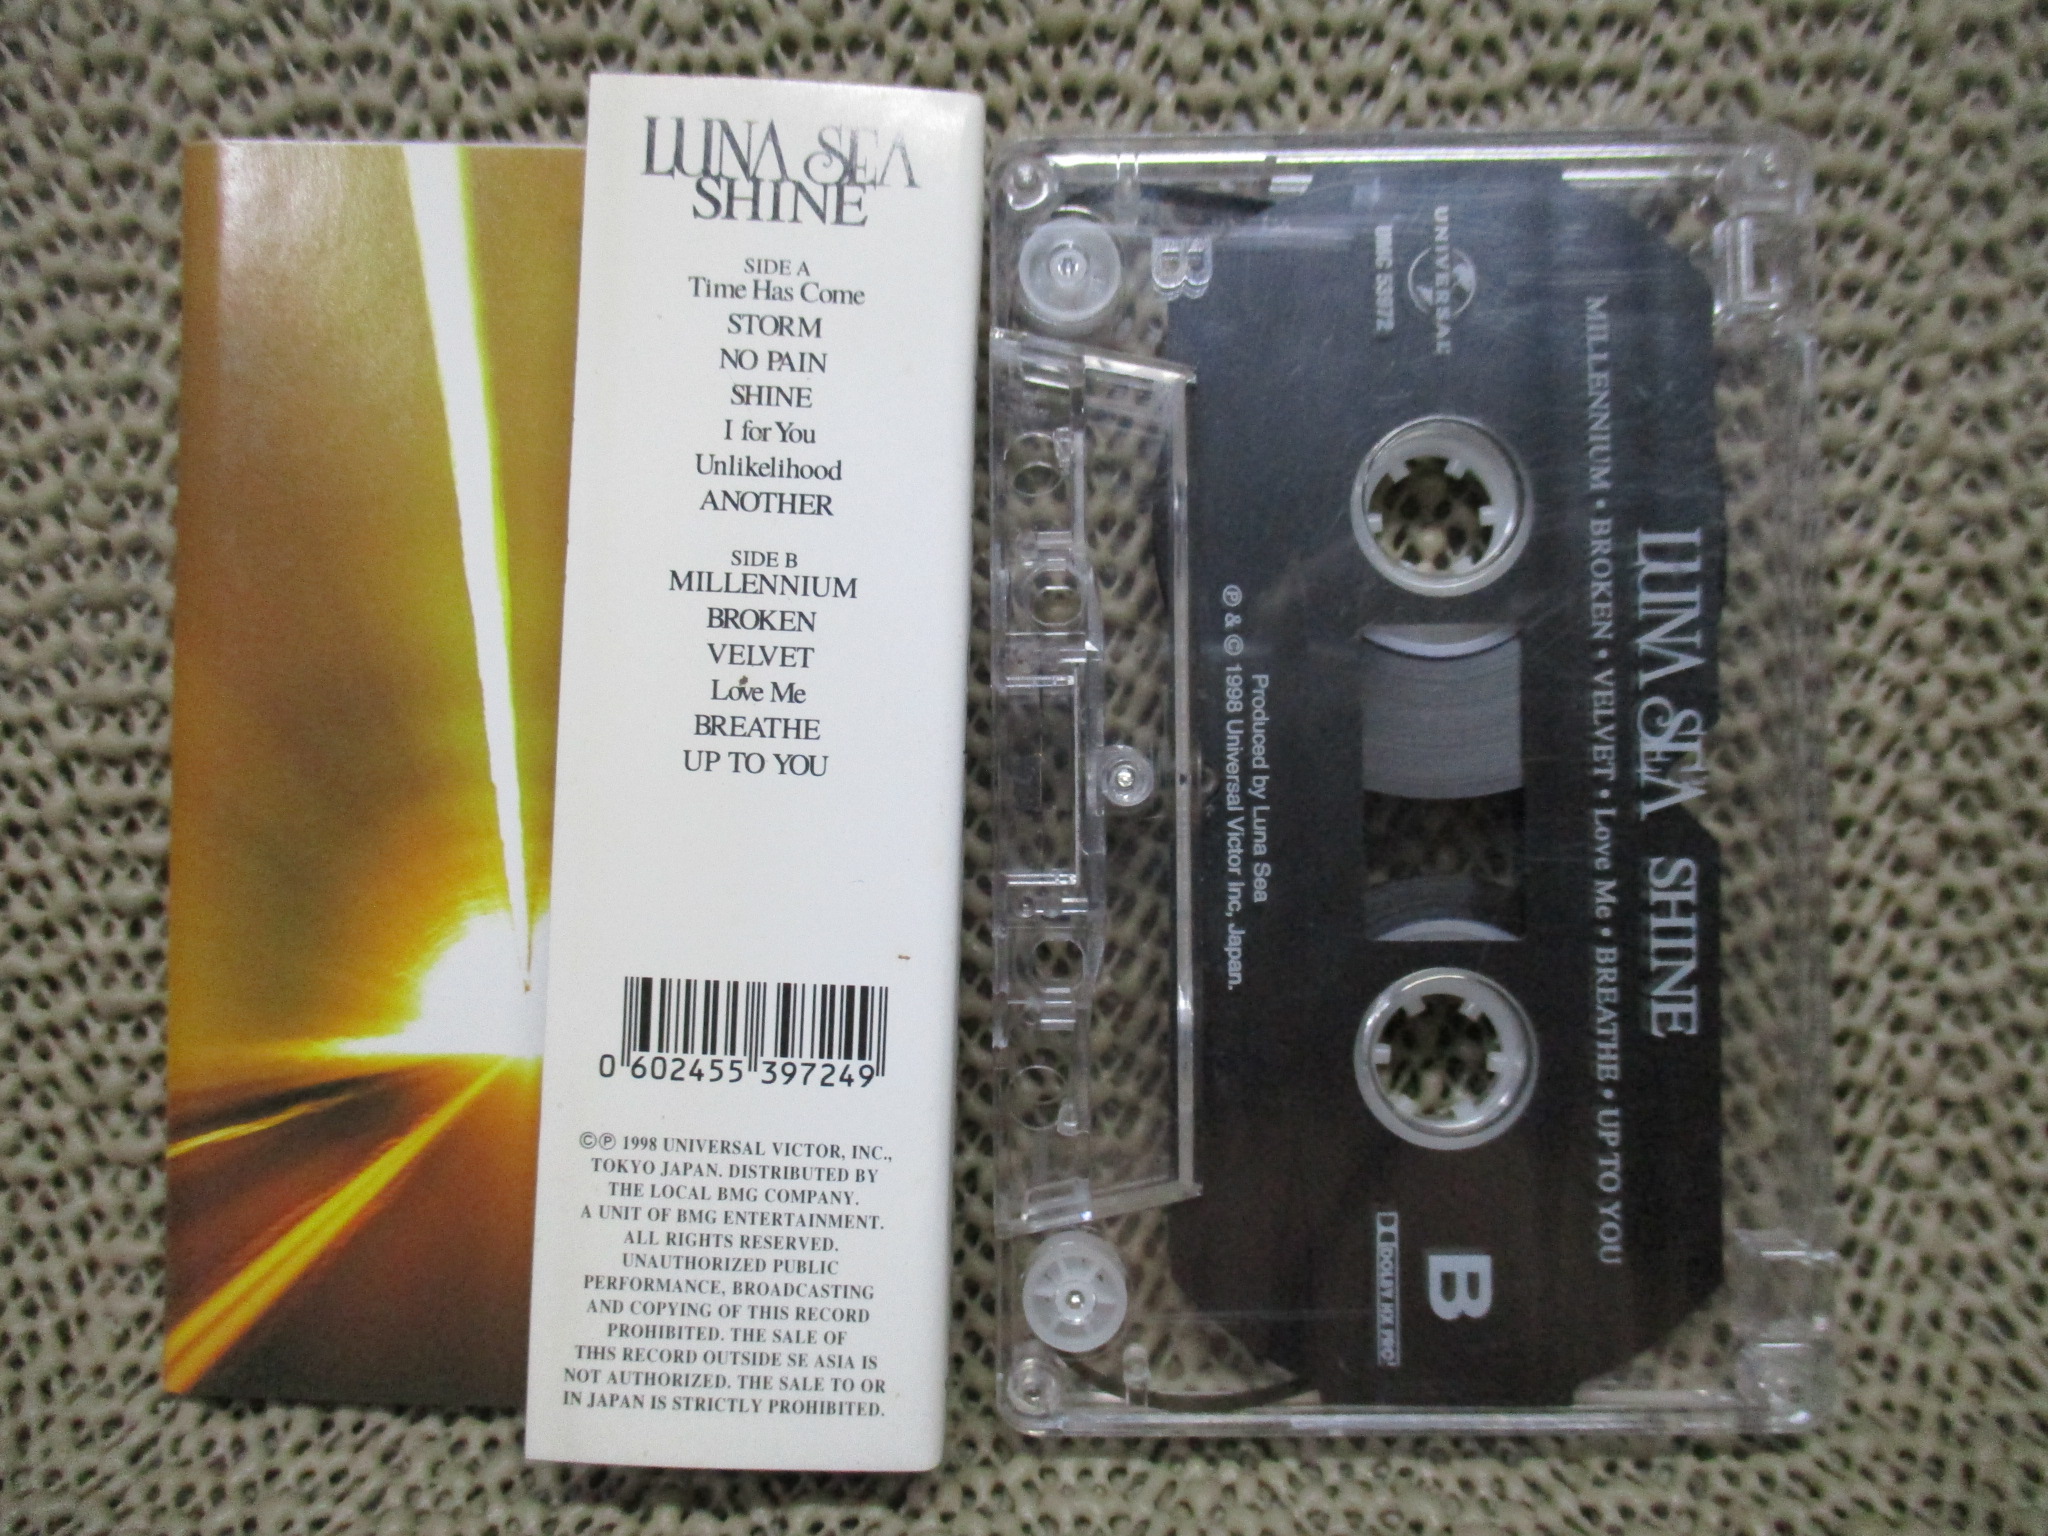 LUNA SEA
SHINE
SIDE A
Time Has Come
STORM
NO PAIN
SHINE
I for You
Unlikelihood
ANOTHER
SIDE B
MILLENNIUM
BROKEN
VELVET
Love Me
BREATHE
UP TO YOU
0 602455 397249
©℗ 1998 UNIVERSAL VICTOR, INC.,
TOKYO JAPAN. DISTRIBUTED BY
THE LOCAL BMG COMPANY.
A UNIT OF BMG ENTERTAINMENT.
ALL RIGHTS RESERVED.
UNAUTHORIZED PUBLIC
PERFORMANCE, BROADCASTING
AND COPYING OF THIS RECORD
PROHIBITED. THE SALE OF
THIS RECORD OUTSIDE SE ASIA IS
NOT AUTHORIZED. THE SALE TO OR
IN JAPAN IS STRICTLY PROHIBITED.
LUNA SEA SHINE
MILLENNIUM • BROKEN • VELVET • Love Me • BREATHE • UP TO YOU
UNIVERSAL
B
DOLBY HX PRO
Produced by Luna Sea
℗ & © 1998 Universal Victor Inc, Japan.
B